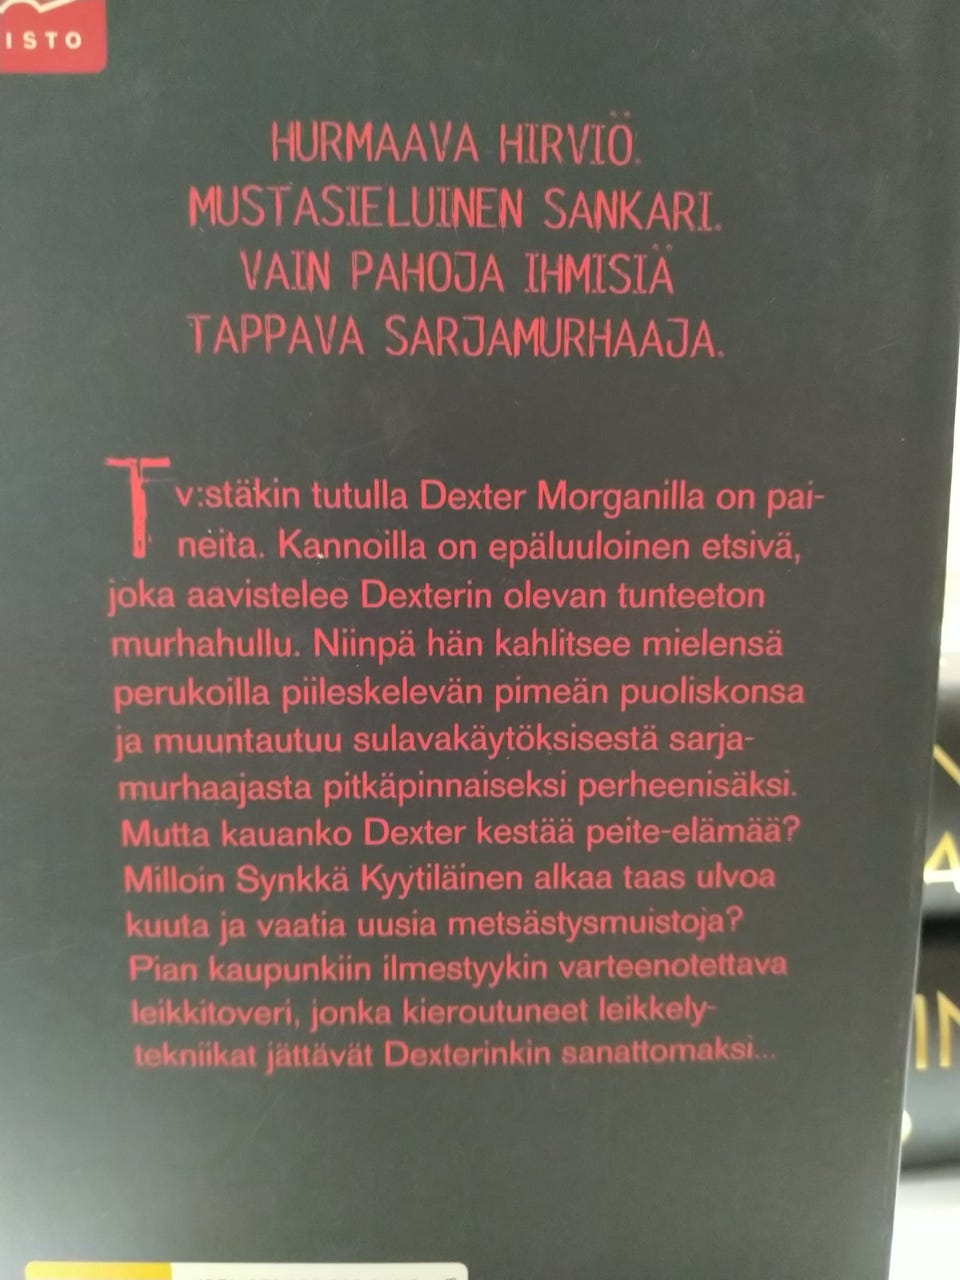 ISTO
HURMAAVA HIRVIÖ.
MUSTASIELUINEN SANKARI.
VAIN PAHOJA IHMISIÄ
TAPPAVA SARJAMURHAAJA.
Tv:stäkin tutulla Dexter Morganilla on pai-
neita. Kannoilla on epäluuloinen etsivä,
joka aavistelee Dexterin olevan tunteeton
murhahullu. Niinpä hän kahlitsee mielensä
perukoilla piileskelevän pimeän puoliskonsa
ja muuntautuu sulavakäytöksisestä sarja-
murhaajasta pitkäpinnaiseksi perheenisäksi.
Mutta kauanko Dexter kestää peite-elämää?
Milloin Synkkä Kyytiläinen alkaa taas ulvoa
kuuta ja vaatia uusia metsästysmuistoja?
Pian kaupunkiin ilmestyykin varteenotettava
leikkitoveri, jonka kieroutuneet leikkely-
tekniikat jättävät Dexterinkin sanattomaksi...